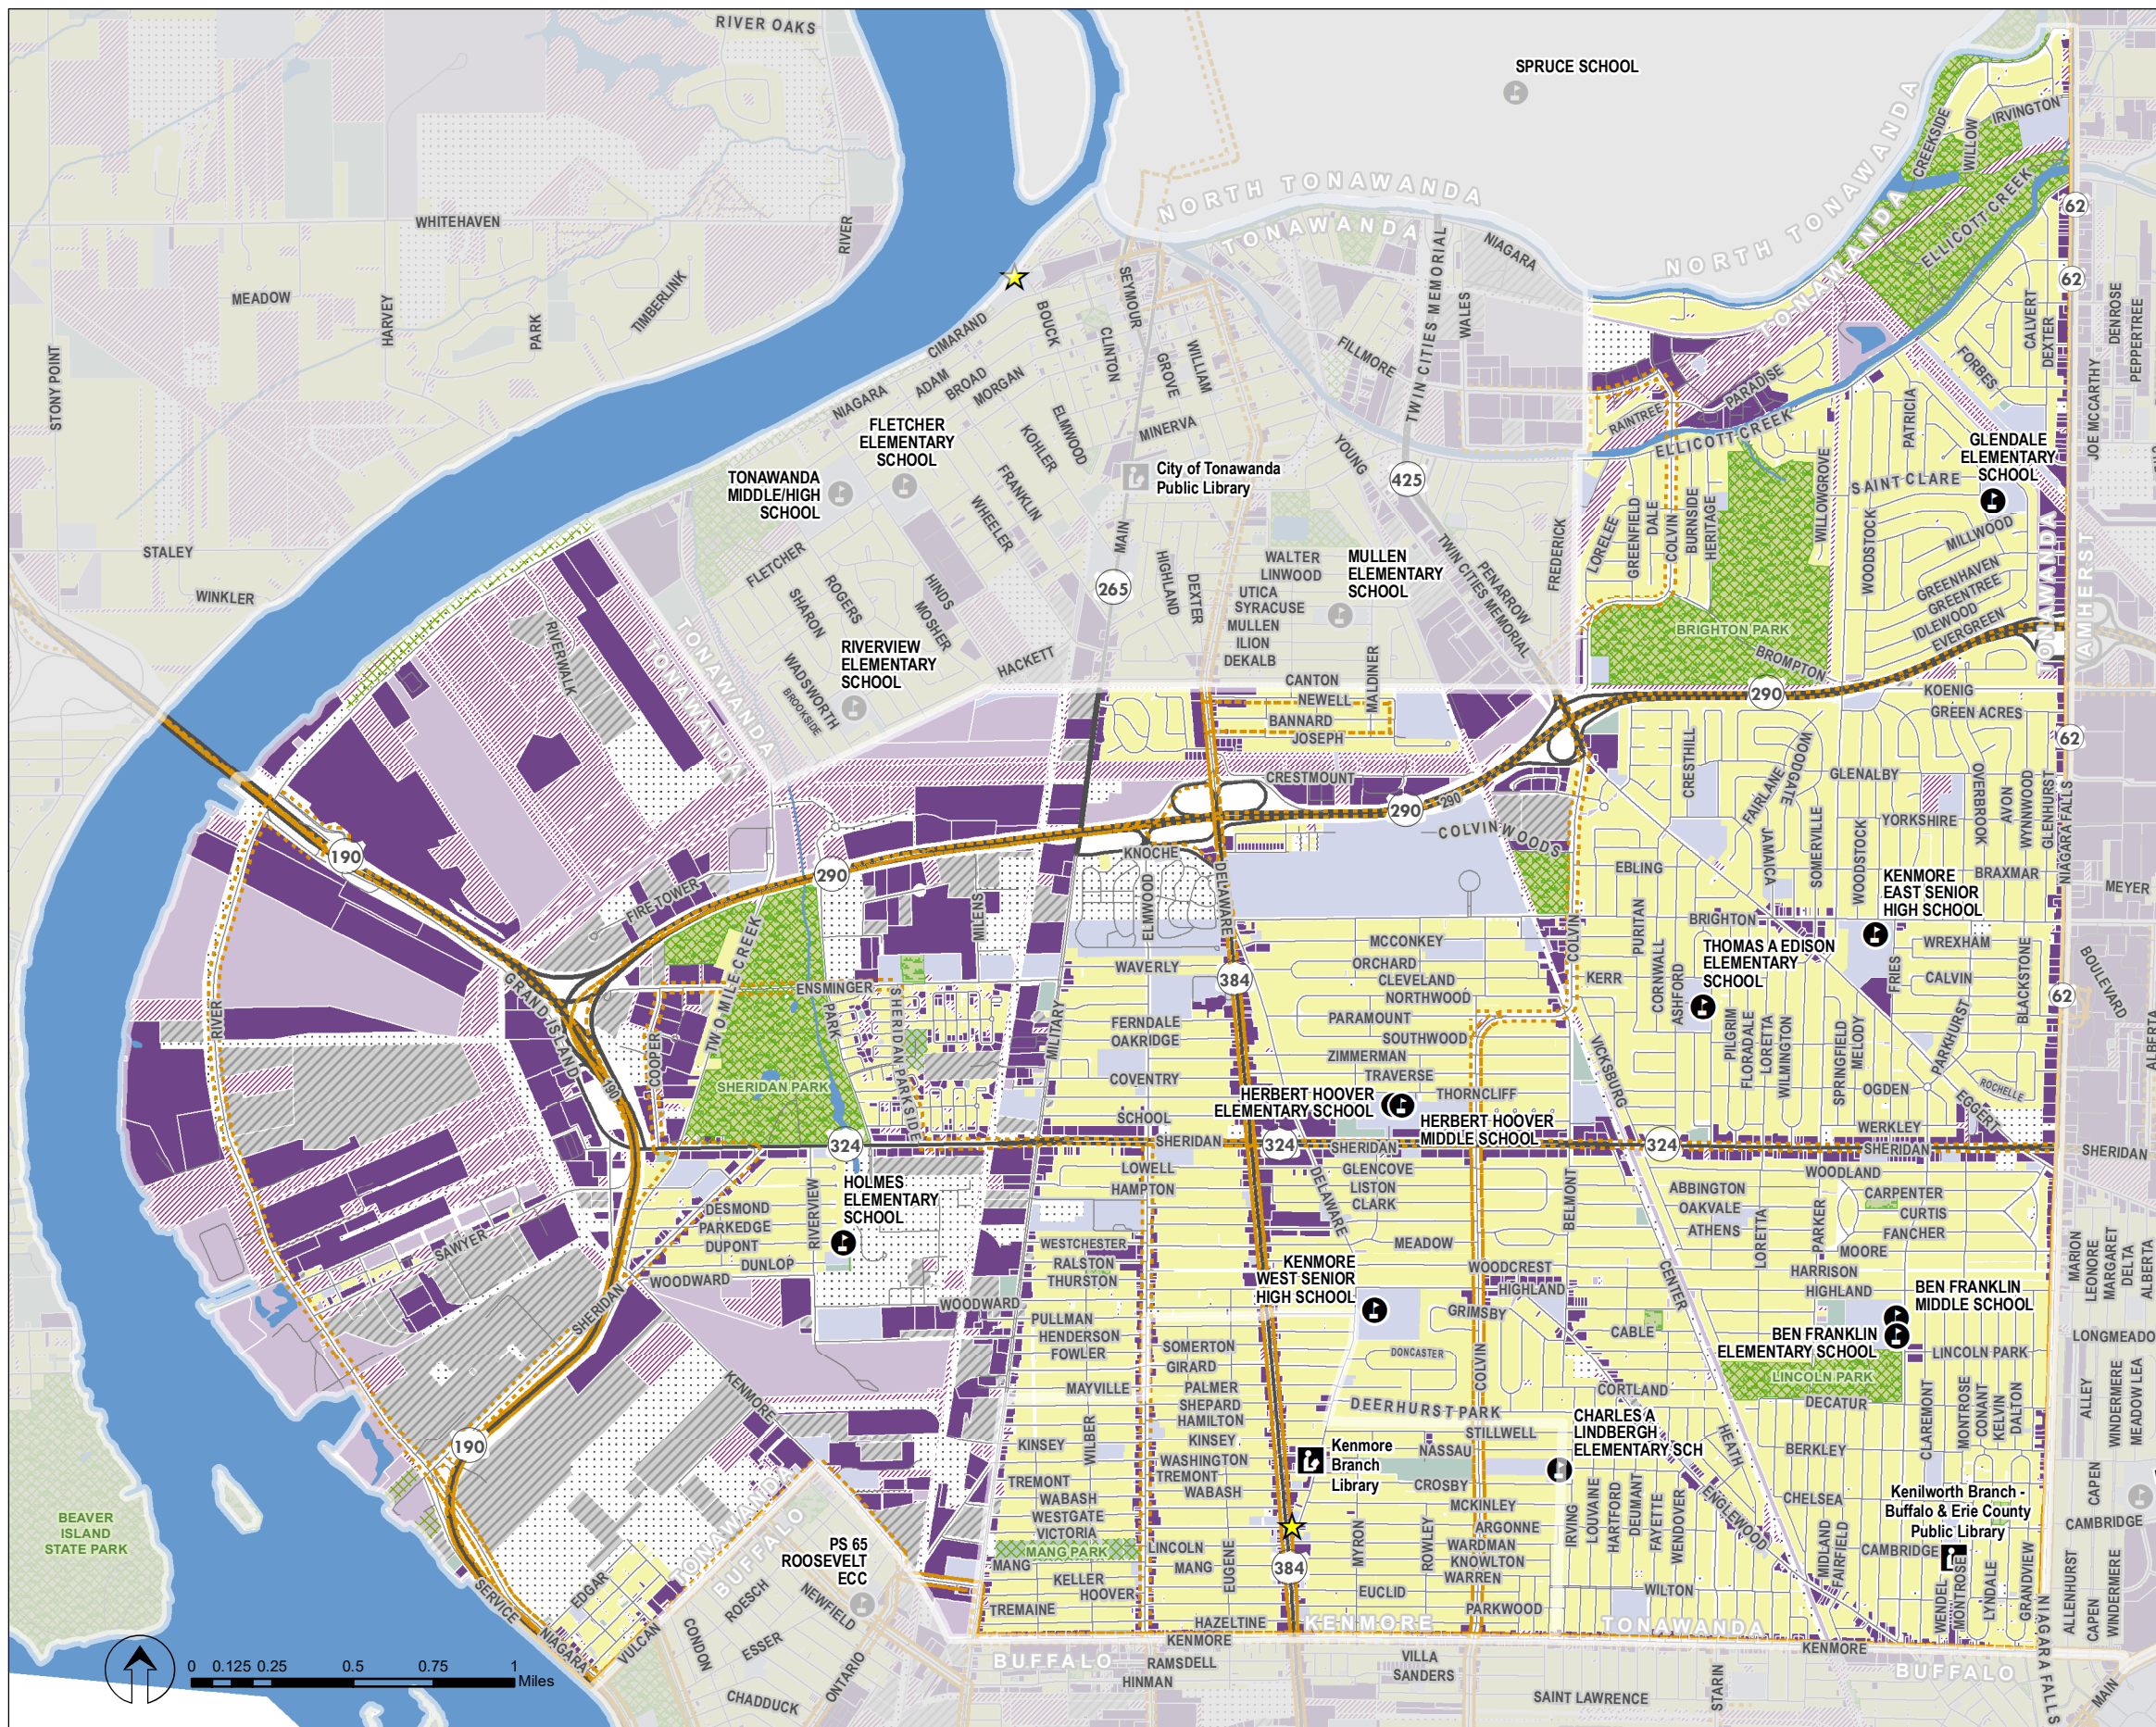 RIVER OAKS
SPRUCE SCHOOL
NORTH TONAWANDA
TONAWANDA
NORTH TONAWANDA
TONAWANDA
CREEKSIDE
WILLOW
IRVINGTON
ELLICOTT CREEK
62
62
WHITEHAVEN
RIVER
MEADOW
HARVEY
PARK
TIMBERLINK
STONY POINT
STALEY
WINKLER
CIMARAND
BOUCK
SEYMOUR
CLINTON
GROVE
WILLIAM
NIAGARA
ADAM
BROAD
MORGAN
KOHLER
ELMWOOD
MINERVA
FRANKLIN
WHEELER
FLETCHER
ELEMENTARY
SCHOOL
TONAWANDA
MIDDLE/HIGH
SCHOOL
City of Tonawanda
Public Library
TWIN CITIES MEMORIAL
WALES
NIAGARA
FILLMORE
YOUNG
425
MAIN
265
HIGHLAND
DEXTER
WALTER
LINWOOD
UTICA
SYRACUSE
MULLEN
ILION
DEKALB
MULLEN
ELEMENTARY
SCHOOL
PENARROW
TWIN CITIES MEMORIAL
FREDERICK
FLETCHER
SHARON
ROGERS
HINDS
MOSHER
HACKETT
WADSWORTH
BROOKSIDE
RIVERVIEW
ELEMENTARY
SCHOOL
TONAWANDA
TONAWANDA
RIVERWALK
CALVERT
DEXTER
DENROSE
PEPPERTREE
JOE MCCARTHY
FORBES
PATRICIA
PARADISE
RAINTREE
ELLICOTT CREEK
GLENDALE
ELEMENTARY
SCHOOL
SAINT CLARE
MILLWOOD
WILLOWGROVE
WOODSTOCK
GREENHAVEN
GREENTREE
IDLEWOOD
EVERGREEN
LORELEE
GREENFIELD
DALE
COLVIN
BURNSIDE
HERITAGE
BRIGHTON PARK
BROMPTON
TONAWANDA
AMHERST
290
KOENIG
GREEN ACRES
62
CANTON
NEWELL
BANNARD
JOSEPH
MALDINER
CRESTMOUNT
290
290
COLVIN WOODS
CRESTHILL
FAIRLANE
WOODGATE
GLENALBY
OVERBROOK
AVON
WYNNWOOD
GLENHURST
NIAGARA FALLS
YORKSHIRE
JAMAICA
SOMERVILLE
WOODSTOCK
EBLING
BRAXMAR
MEYER
KENMORE
EAST SENIOR
HIGH SCHOOL
190
290
FIRETOWER
KNOCHE
ELMWOOD
DELAWARE
MILENS
TWO MILE CREEK
MCCONKEY
ORCHARD
CLEVELAND
NORTHWOOD
PARAMOUNT
SOUTHWOOD
ZIMMERMAN
TRAVERSE
THORNCLIFF
COLVIN
KERR
PURITAN
CORNWALL
ASHFORD
BRIGHTON
THOMAS A EDISON
ELEMENTARY
SCHOOL
WREXHAM
CALVIN
FRIES
BLACKSTONE
62
BOULEVARD
ALBERTA
WAVERLY
384
FERNDALE
OAKRIDGE
COVENTRY
SCHOOL
MILITARY
ENSMINGER
PARK
SHERIDAN PARKSIDE
SHERIDAN PARK
GRAND ISLAND
190
COOPER
RIVER
VICKSBURG
PILGRIM
FLORADALE
LORETTA
WILMINGTON
SPRINGFIELD
MELODY
PARKHURST
OGDEN
ROCHELLE
EGGERT
WERKLEY
HERBERT HOOVER
ELEMENTARY SCHOOL
HERBERT HOOVER
MIDDLE SCHOOL
324
SHERIDAN
324
SHERIDAN
324
SHERIDAN
SHERIDAN
HOLMES
ELEMENTARY
SCHOOL
LOWELL
HAMPTON
DELAWARE
GLENCOVE
LISTON
CLARK
BELMONT
WOODLAND
ABBINGTON
OAKVALE
ATHENS
LORETTA
PARKER
CARPENTER
CURTIS
FANCHER
MOORE
HARRISON
HIGHLAND
DESMOND
PARKEDGE
DUPONT
DUNLOP
RIVERVIEW
WOODWARD
SAWYER
SHERIDAN
WESTCHESTER
RALSTON
THURSTON
WOODWARD
PULLMAN
HENDERSON
FOWLER
KENMORE
WEST SENIOR
HIGH SCHOOL
MEADOW
WOODCREST
HIGHLAND
GRIMSBY
CENTER
CABLE
BEN FRANKLIN
MIDDLE SCHOOL
BEN FRANKLIN
ELEMENTARY SCHOOL
LINCOLN PARK
LINCOLN PARK
DECATUR
MARION
LEONORE
MARGARET
DELTA
ALBERTA
LONGMEADO
SOMERTON
GIRARD
PALMER
SHEPARD
HAMILTON
KINSEY
WASHINGTON
TREMONT
WABASH
MAYVILLE
WILBER
KINSEY
TREMONT
WABASH
WESTGATE
VICTORIA
MANG PARK
MANG
KELLER
HOOVER
TREMAINE
LINCOLN
MANG
EUGENE
HAZELTINE
KENMORE
DONCASTER
COLVIN
DEERHURST PARK
STILLWELL
NASSAU
CROSBY
MCKINLEY
ARGONNE
WARDMAN
KNOWLTON
WARREN
EUCLID
PARKWOOD
MYRON
ROWLEY
Kenmore
Branch
Library
384
CORTLAND
CHARLES A
LINDBERGH
ELEMENTARY SCH
HEATH
BERKLEY
CHELSEA
ENGLEWOOD
IRVING
LOUVAINE
HARTFORD
DEUMANT
FAYETTE
WENDOVER
MIDLAND
FAIRFIELD
WILTON
CLAREMONT
MONTROSE
CONANT
KELVIN
DALTON
Kenilworth Branch -
Buffalo & Erie County
Public Library
CAMBRIDGE
WENDEL
MONTROSE
LYNDALE
GRANDVIEW
ALLEY
WINDERMERE
MEADOW LEA
CAPEN
CAMBRIDGE
ALLENHURST
CAPEN
WINDERMERE
NIAGARA FALLS
MAIN
190
KENMORE
TONAWANDA
BUFFALO
PS 65
ROOSEVELT
ECC
SERVICE
NIAGARA
EDGAR
VULCAN
CONDON
ROESCH
ESSER
NEWFIELD
ONTARIO
CHADDUCK
BUFFALO
KENMORE
TONAWANDA
KENMORE
BUFFALO
RAMSDELL
HINMAN
VILLA
SANDERS
SAINT LAWRENCE
STARIN
BEAVER
ISLAND
STATE PARK
0 0.125 0.25 0.5 0.75 1
Miles